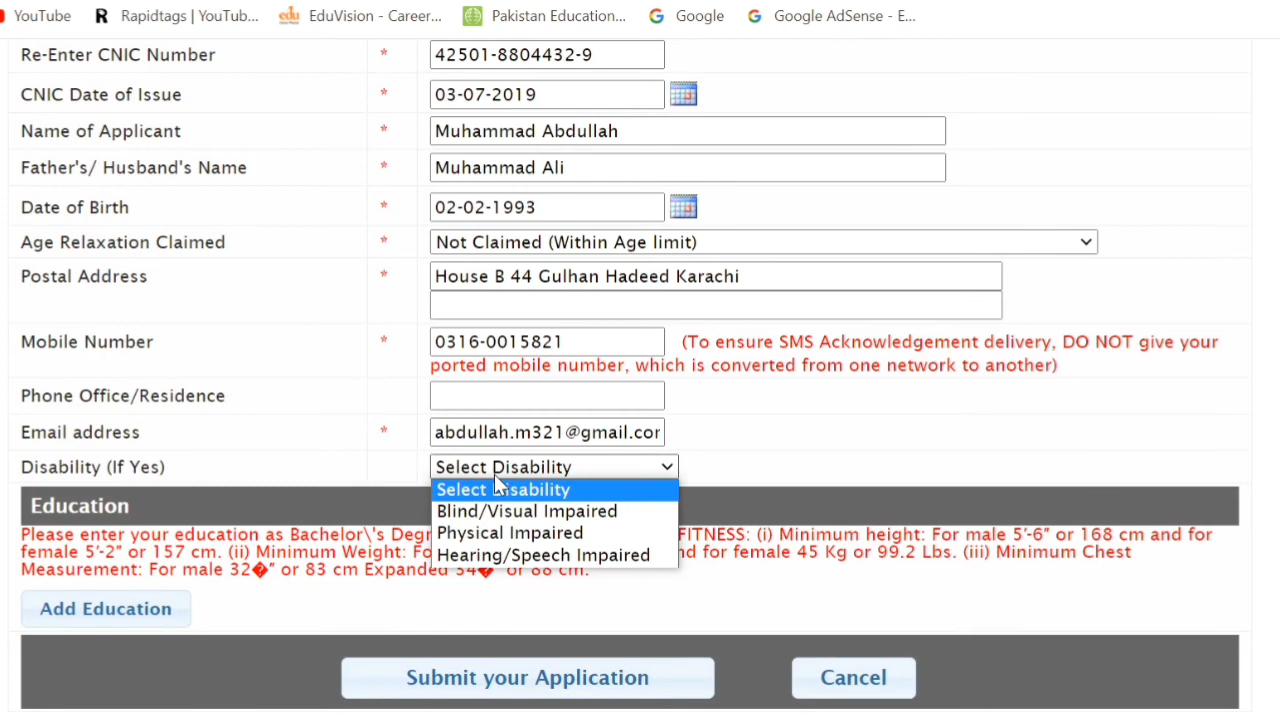 YouTube
Rapidtags | YouTub...
edu EduVision - Career...
Pakistan Education...
Google
Google AdSense - E...
Re-Enter CNIC Number * 42501-8804432-9
CNIC Date of Issue * 03-07-2019
Name of Applicant * Muhammad Abdullah
Father's/ Husband's Name * Muhammad Ali
Date of Birth * 02-02-1993
Age Relaxation Claimed * Not Claimed (Within Age limit)
Postal Address * House B 44 Gulhan Hadeed Karachi
Mobile Number * 0316-0015821 (To ensure SMS Acknowledgement delivery, DO NOT give your
ported mobile number, which is converted from one network to another)
Phone Office/Residence
Email address * abdullah.m321@gmail.cor
Disability (If Yes) Select Disability
Select Disability
Blind/Visual Impaired
Physical Impaired
Hearing/Speech Impaired
Education
Please enter your education as Bachelor\'s Degr FITNESS: (i) Minimum height: For male 5'-6" or 168 cm and for
female 5'-2" or 157 cm. (ii) Minimum Weight: Fo nd for female 45 Kg or 99.2 Lbs. (iii) Minimum Chest
Measurement: For male 32�" or 83 cm Expanded 34�" or 88 cm.
Add Education
Submit your Application
Cancel